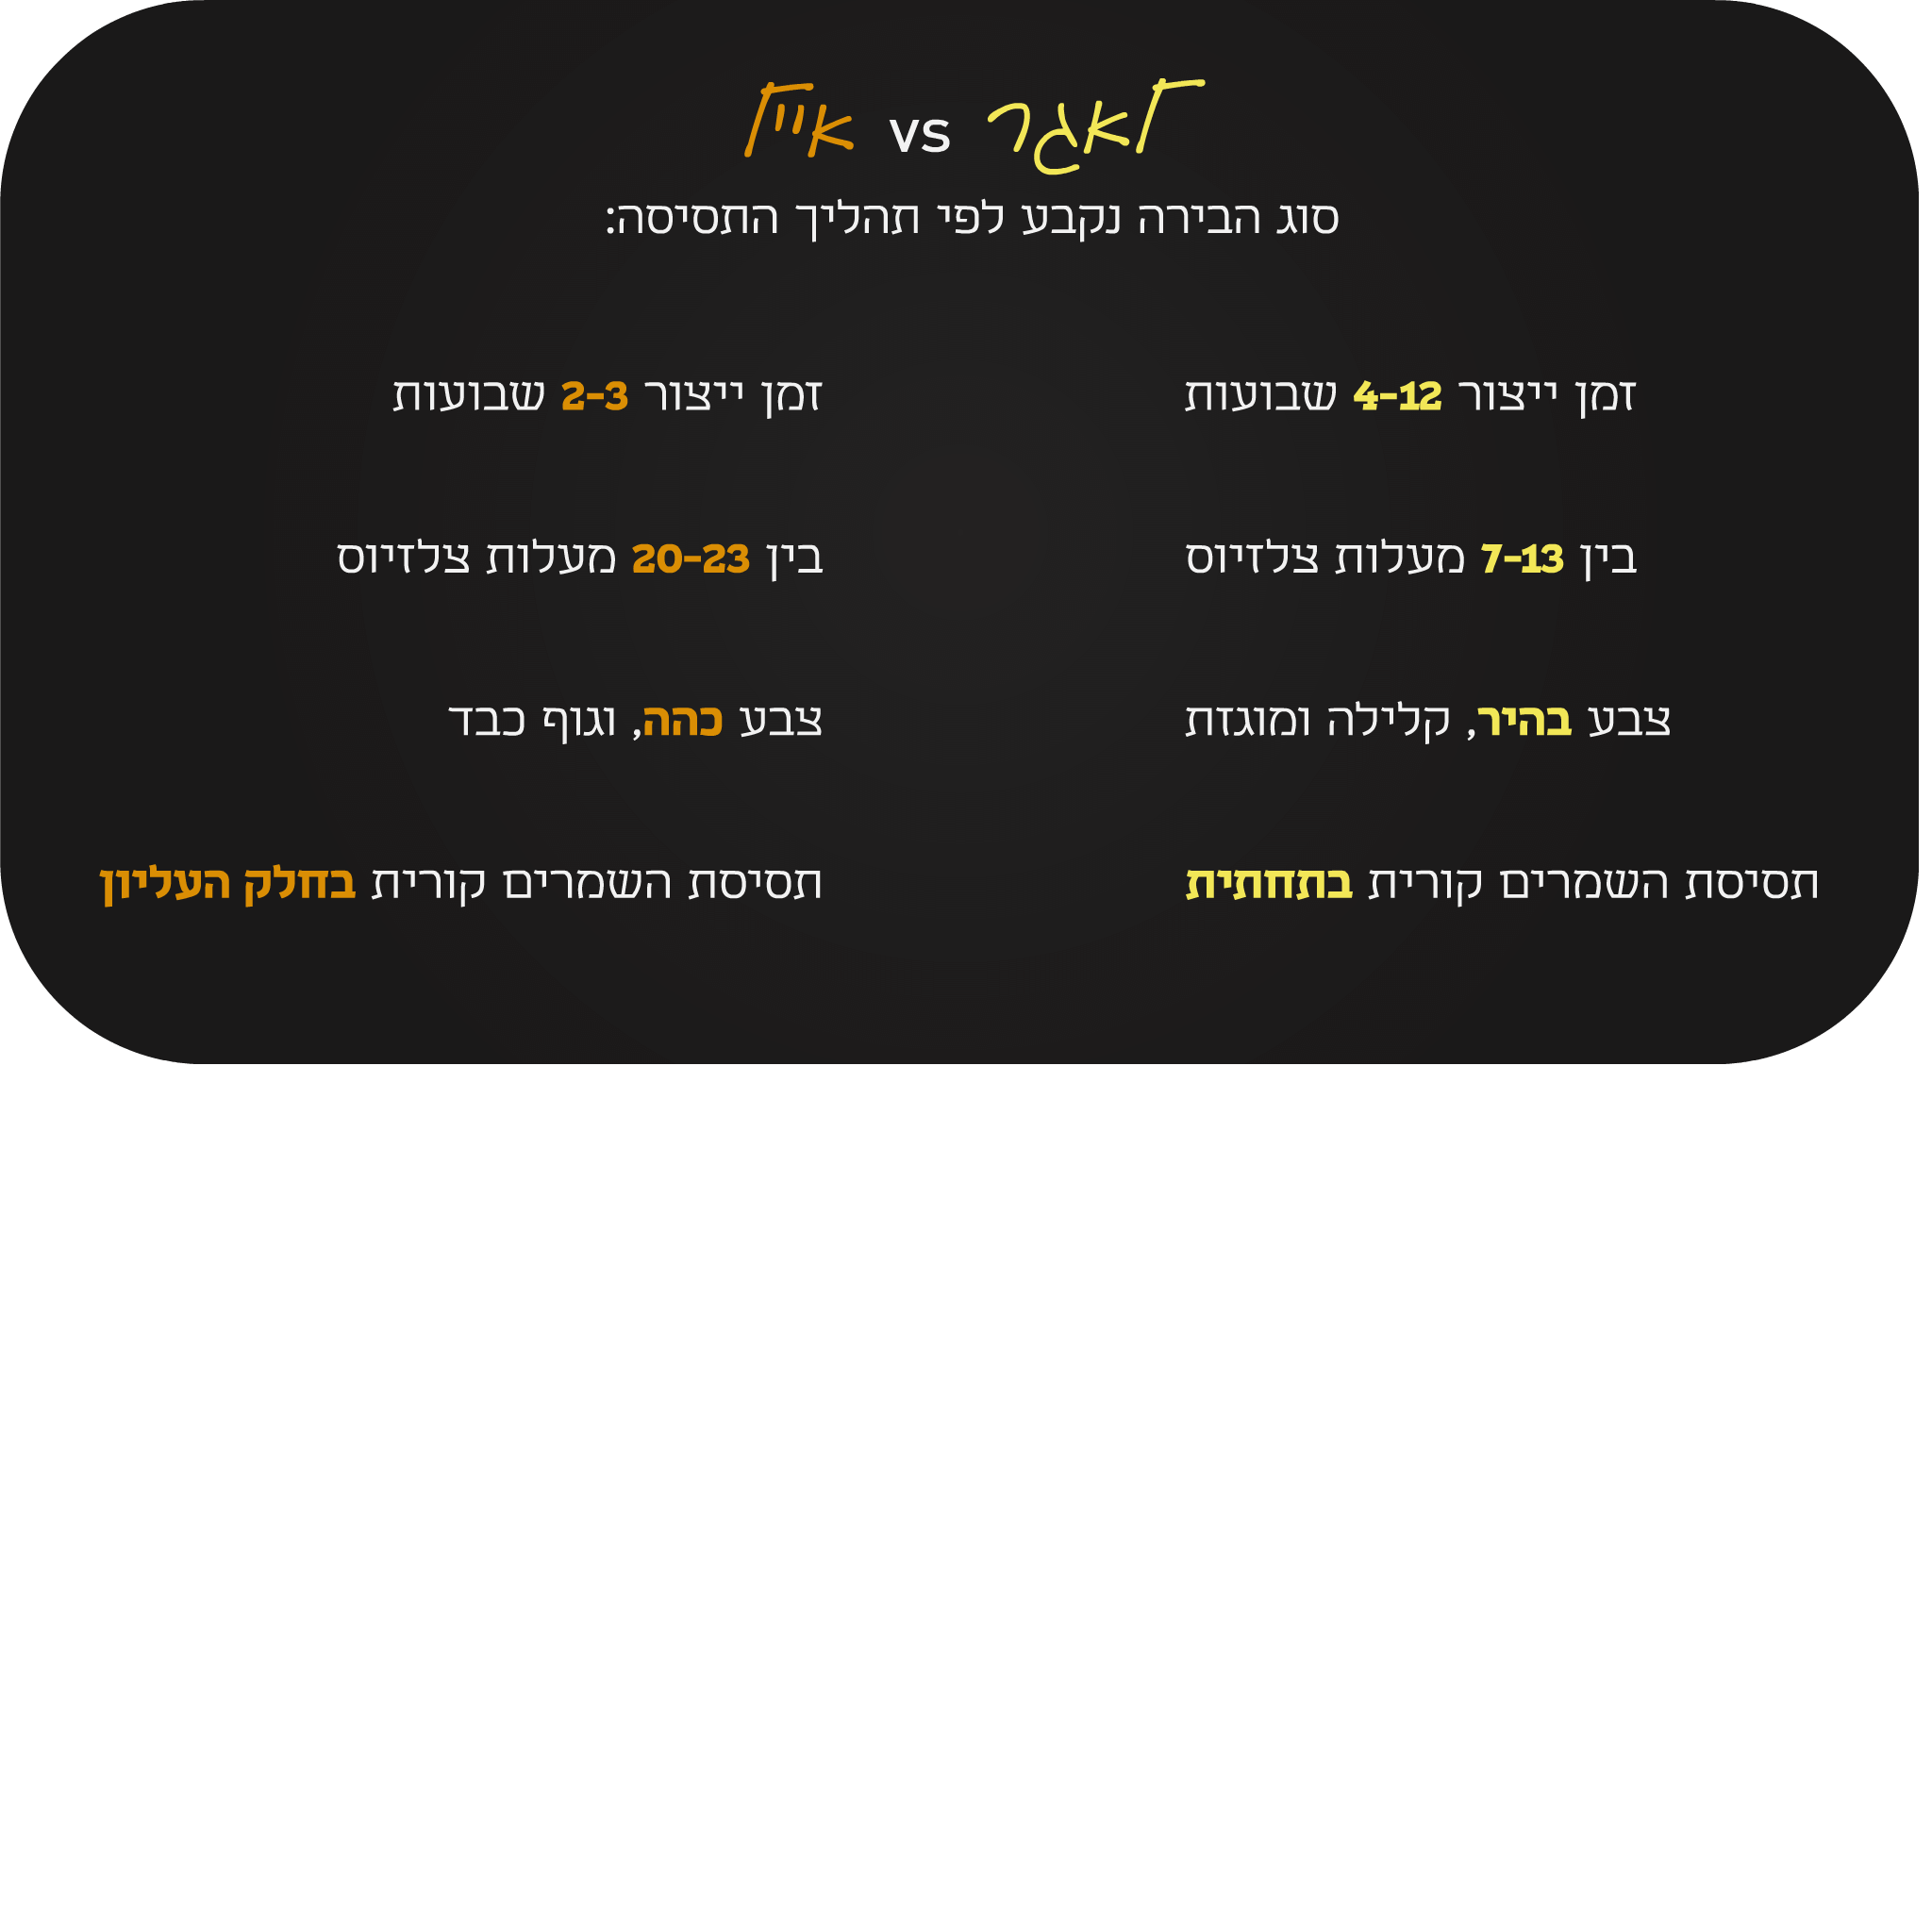 לאגר vs אייל
סוג הבירה נקבע לפי תהליך התסיסה:
זמן ייצור 4-12 שבועות
זמן ייצור 2-3 שבועות
בין 7-13 מעלות צלזיוס
בין 20-23 מעלות צלזיוס
צבע בהיר, קלילה ומוגזת
צבע כהה, וגוף כבד
תסיסת השמרים קורית בתחתית
תסיסת השמרים קורית בחלק העליון